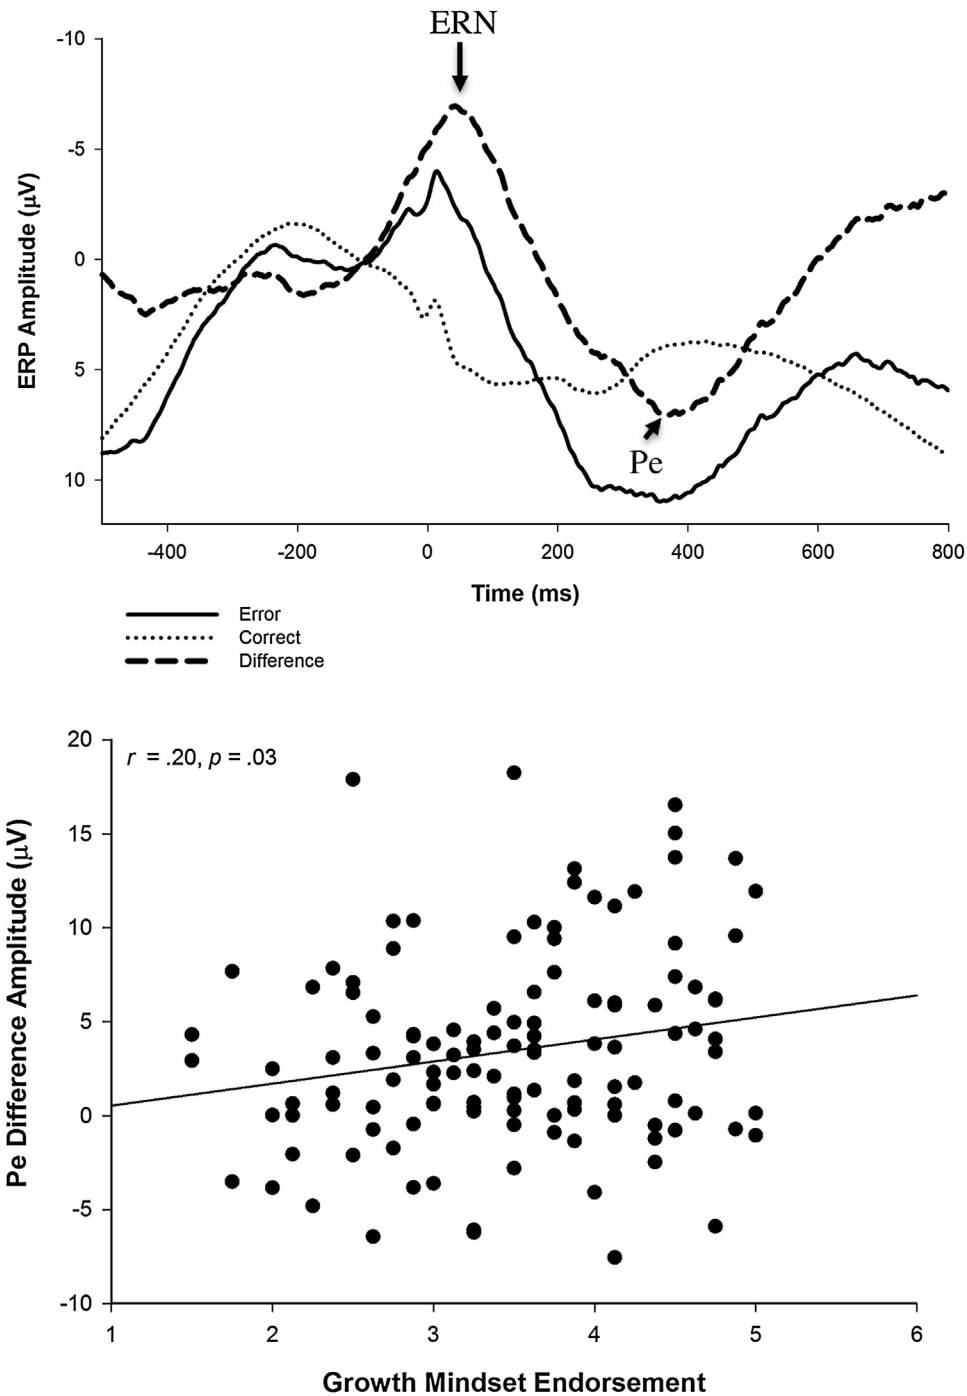 ERN
-10
-5
0
5
10
ERP Amplitude (μV)
Pe
-400 -200 0 200 400 600 800
Time (ms)
Error
Correct
Difference
20
15
10
5
0
-5
-10
r = .20, p = .03
Pe Difference Amplitude (μV)
1 2 3 4 5 6
Growth Mindset Endorsement